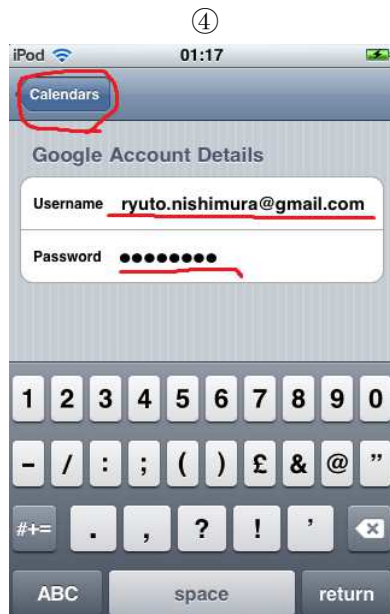 ④
iPod 01:17
Calendars
Google Account Details
Username ryuto.nishimura@gmail.com
Password ●●●●●●●●
1 2 3 4 5 6 7 8 9 0
- / : ; ( ) £ & @ "
#+= . , ? ! '
ABC space return